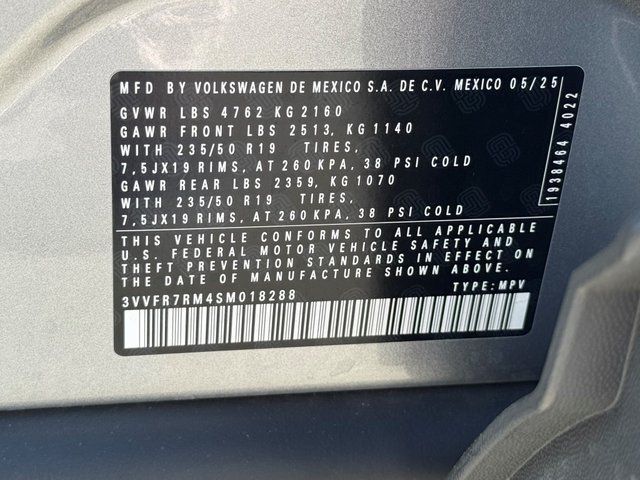 MFD BY VOLKSWAGEN DE MEXICO S.A. DE C.V. MEXICO 05/25
GVWR LBS 4762 KG 2160
GAWR FRONT LBS 2513, KG 1140
WITH 235/50 R19 TIRES,
7,5JX19 RIMS, AT 260 KPA, 38 PSI COLD
GAWR REAR LBS 2359, KG 1070
WITH 235/50 R19 TIRES,
7,5JX19 RIMS, AT 260 KPA, 38 PSI COLD
THIS VEHICLE CONFORMS TO ALL APPLICABLE
U.S. FEDERAL MOTOR VEHICLE SAFETY AND
THEFT PREVENTION STANDARDS IN EFFECT ON
THE DATE OF MANUFACTURE SHOWN ABOVE.
3VVFR7RM4SM018288 TYPE: MPV
1938464 4022